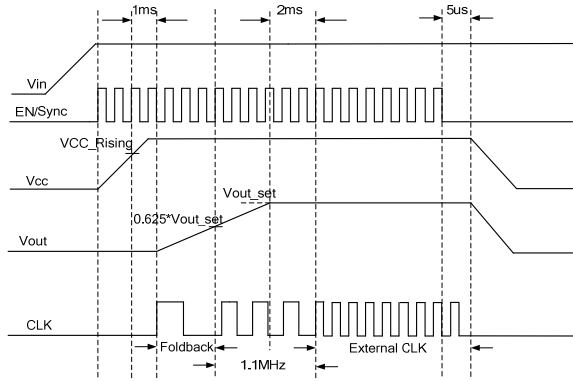 1ms
2ms
5us
Vin
EN/Sync
VCC_Rising
Vcc
Vout_set
0.625*Vout_set
Vout
CLK
Foldback
External CLK
1.1MHz